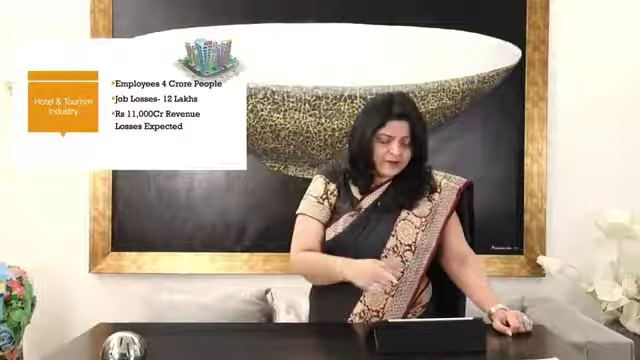 Hotel & Tourism
Industry
Employees 4 Crore People
Job Losses- 12 Lakhs
Rs 11,000Cr Revenue
Losses Expected